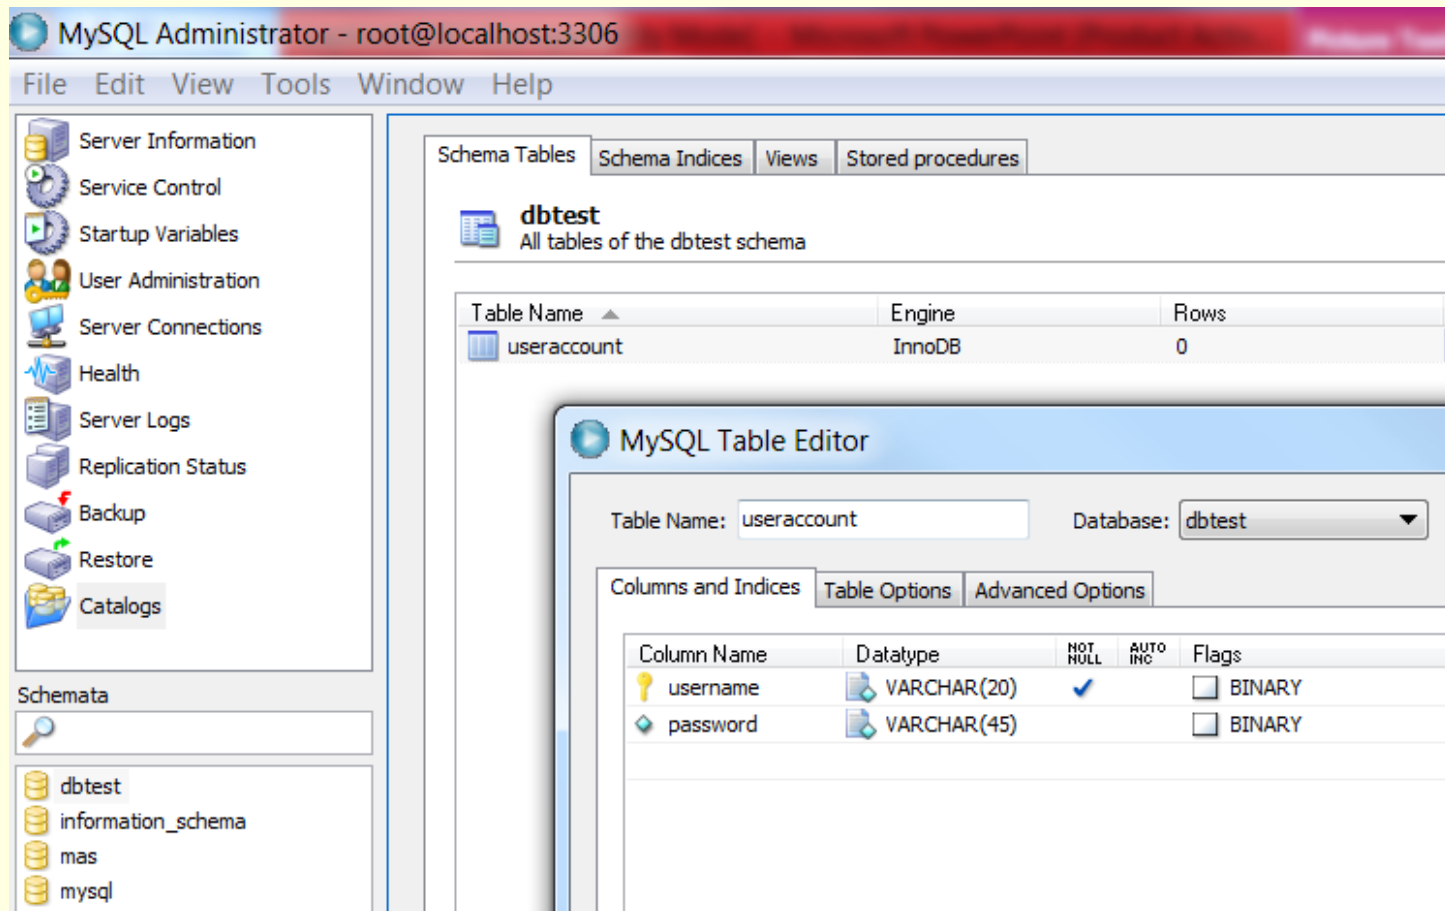 MySQL Administrator - root@localhost:3306
File Edit View Tools Window Help
Server Information
Service Control
Startup Variables
User Administration
Server Connections
Health
Server Logs
Replication Status
Backup
Restore
Catalogs
Schemata
dbtest
information_schema
mas
mysql
Schema Tables Schema Indices Views Stored procedures
dbtest
All tables of the dbtest schema
Table Name Engine Rows
useraccount InnoDB 0
MySQL Table Editor
Table Name: useraccount Database: dbtest
Columns and Indices Table Options Advanced Options
Column Name Datatype NOT NULL AUTO INC Flags
username VARCHAR(20) BINARY
password VARCHAR(45) BINARY